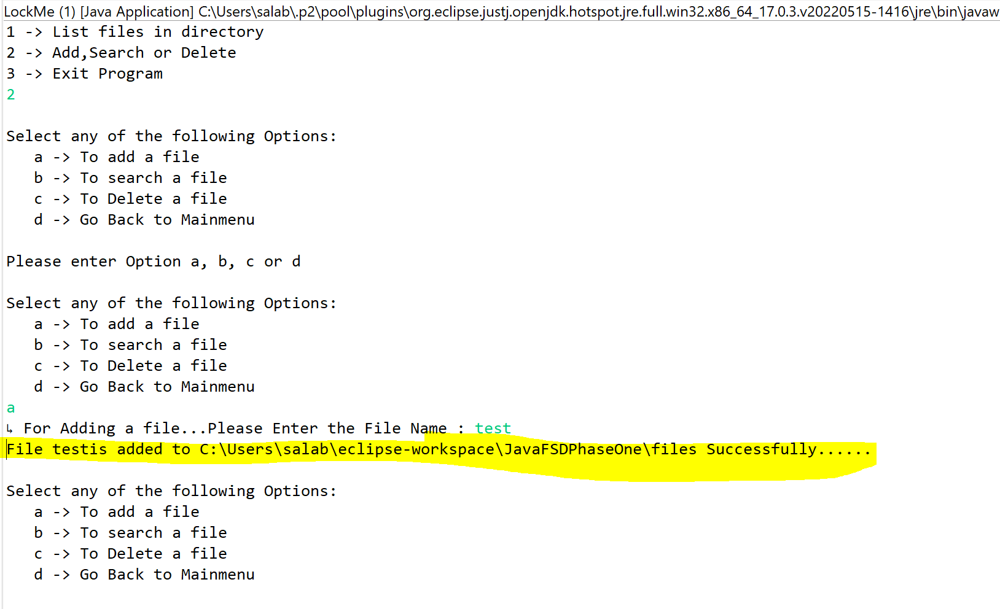 LockMe (1) [Java Application] C:\Users\salab\.p2\pool\plugins\org.eclipse.justj.openjdk.hotspot.jre.full.win32.x86_64_17.0.3.v20220515-1416\jre\bin\javaw
1 -> List files in directory
2 -> Add,Search or Delete
3 -> Exit Program
2
Select any of the following Options:
a -> To add a file
b -> To search a file
c -> To Delete a file
d -> Go Back to Mainmenu
Please enter Option a, b, c or d
Select any of the following Options:
a -> To add a file
b -> To search a file
c -> To Delete a file
d -> Go Back to Mainmenu
a
↳ For Adding a file...Please Enter the File Name : test
File testis added to C:\Users\salab\eclipse-workspace\JavaFSDPhaseOne\files Successfully......
Select any of the following Options:
a -> To add a file
b -> To search a file
c -> To Delete a file
d -> Go Back to Mainmenu